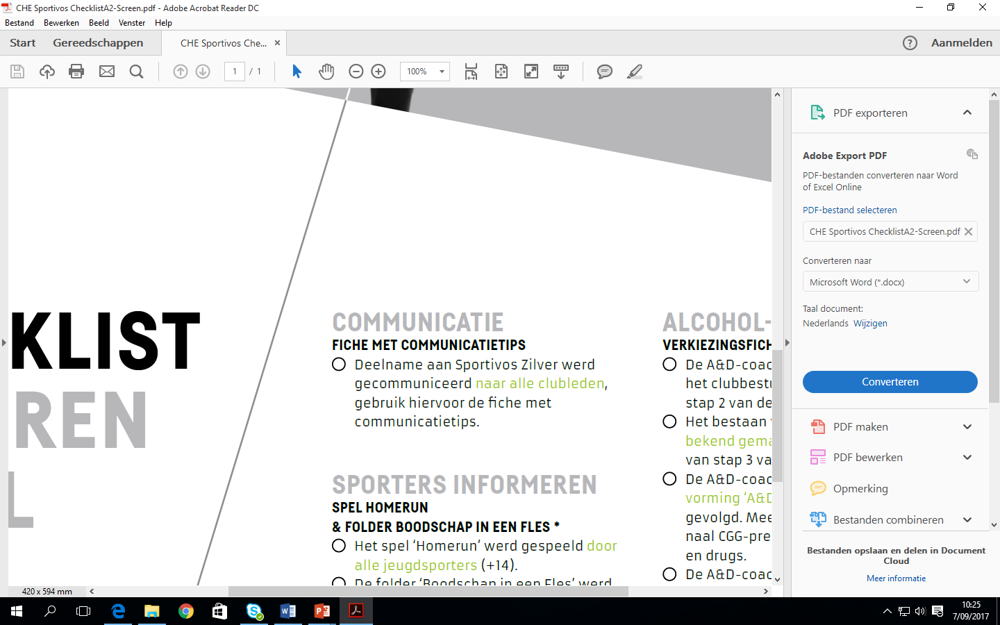 CHE Sportivos ChecklistA2-Screen.pdf - Adobe Acrobat Reader DC
Bestand Bewerken Beeld Venster Help
Start Gereedschappen CHE Sportivos Che... × ? Aanmelden
1 / 1 100%
KLIST
REN
L
COMMUNICATIE
FICHE MET COMMUNICATIETIPS
Deelname aan Sportivos Zilver werd
gecommuniceerd naar alle clubleden,
gebruik hiervoor de fiche met
communicatietips.
SPORTERS INFORMEREN
SPEL HOMERUN
& FOLDER BOODSCHAP IN EEN FLES *
Het spel ‘Homerun’ werd gespeeld door
alle jeugdsporters (+14).
De folder ‘Boodschap in een Fles’ werd
ALCOHOL-
VERKIEZINGSFICH
De A&D-coac
het clubbestu
stap 2 van de
Het bestaan
bekend gema
van stap 3 va
De A&D-coac
vorming ‘A&D
gevolgd. Mee
naal CGG-pre
en drugs.
De A&D-coac
420 x 594 mm
PDF exporteren
Adobe Export PDF
PDF-bestanden converteren naar Word
of Excel Online
PDF-bestand selecteren
CHE Sportivos ChecklistA2-Screen.pdf
Converteren naar
Microsoft Word (*.docx)
Taal document:
Nederlands Wijzigen
Converteren
PDF maken
PDF bewerken
Opmerking
Bestanden combineren
Bestanden opslaan en delen in Document
Cloud
Meer informatie
10:25
7/09/2017